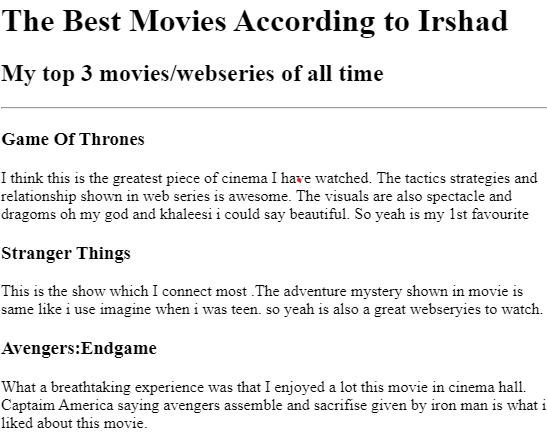 The Best Movies According to Irshad
My top 3 movies/webseries of all time
Game Of Thrones
I think this is the greatest piece of cinema I have watched. The tactics strategies and
relationship shown in web series is awesome. The visuals are also spectacle and
dragoms oh my god and khaleesi i could say beautiful. So yeah is my 1st favourite
Stranger Things
This is the show which I connect most .The adventure mystery shown in movie is
same like i use imagine when i was teen. so yeah is also a great webseryies to watch.
Avengers:Endgame
What a breathtaking experience was that I enjoyed a lot this movie in cinema hall.
Captaim America saying avengers assemble and sacrifise given by iron man is what i
liked about this movie.